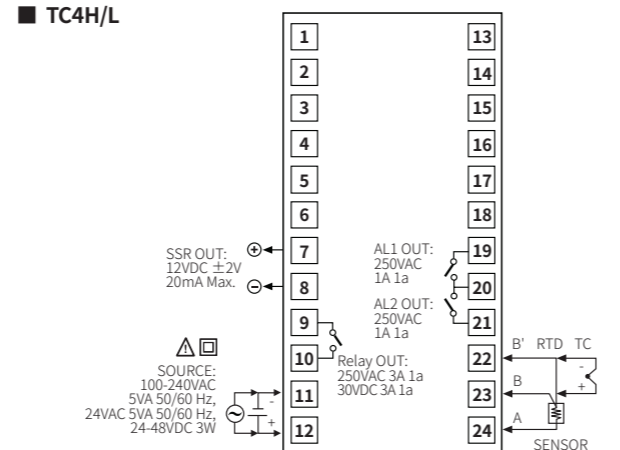 ■ TC4H/L
1
2
3
4
5
6
7
8
9
10
11
12
13
14
15
16
17
18
19
20
21
22
23
24
SSR OUT:
12VDC ±2V
20mA Max.
+
-
SOURCE:
100-240VAC
5VA 50/60 Hz,
24VAC 5VA 50/60 Hz,
24-48VDC 3W
-
+
Relay OUT:
250VAC 3A 1a
30VDC 3A 1a
AL1 OUT:
250VAC
1A 1a
AL2 OUT:
250VAC
1A 1a
B' RTD TC
-
+
B
A
SENSOR